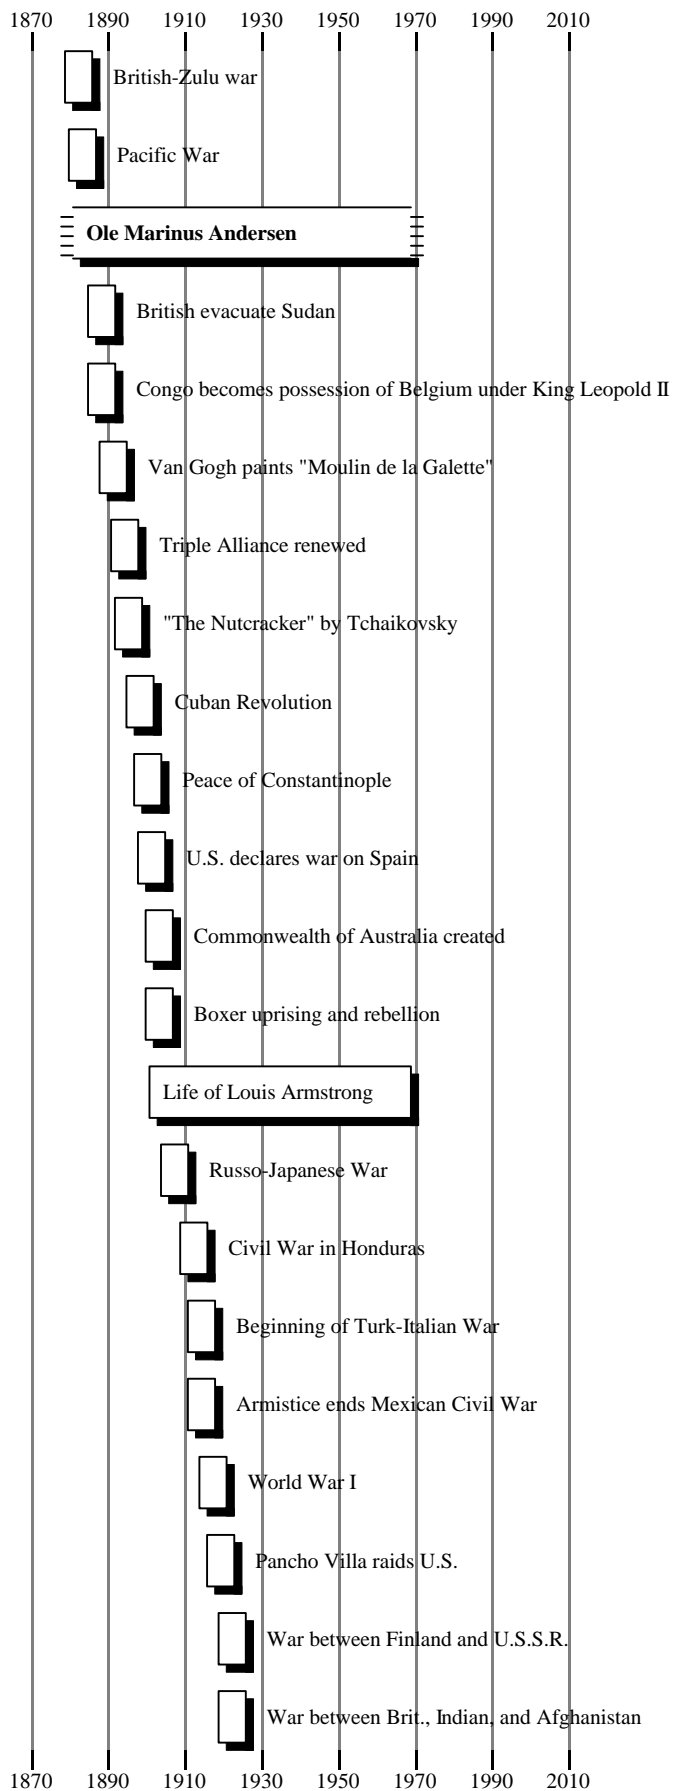 1870 1890 1910 1930 1950 1970 1990 2010
British-Zulu war
Pacific War
Ole Marinus Andersen
British evacuate Sudan
Congo becomes possession of Belgium under King Leopold II
Van Gogh paints "Moulin de la Galette"
Triple Alliance renewed
"The Nutcracker" by Tchaikovsky
Cuban Revolution
Peace of Constantinople
U.S. declares war on Spain
Commonwealth of Australia created
Boxer uprising and rebellion
Life of Louis Armstrong
Russo-Japanese War
Civil War in Honduras
Beginning of Turk-Italian War
Armistice ends Mexican Civil War
World War I
Pancho Villa raids U.S.
War between Finland and U.S.S.R.
War between Brit., Indian, and Afghanistan
1870 1890 1910 1930 1950 1970 1990 2010